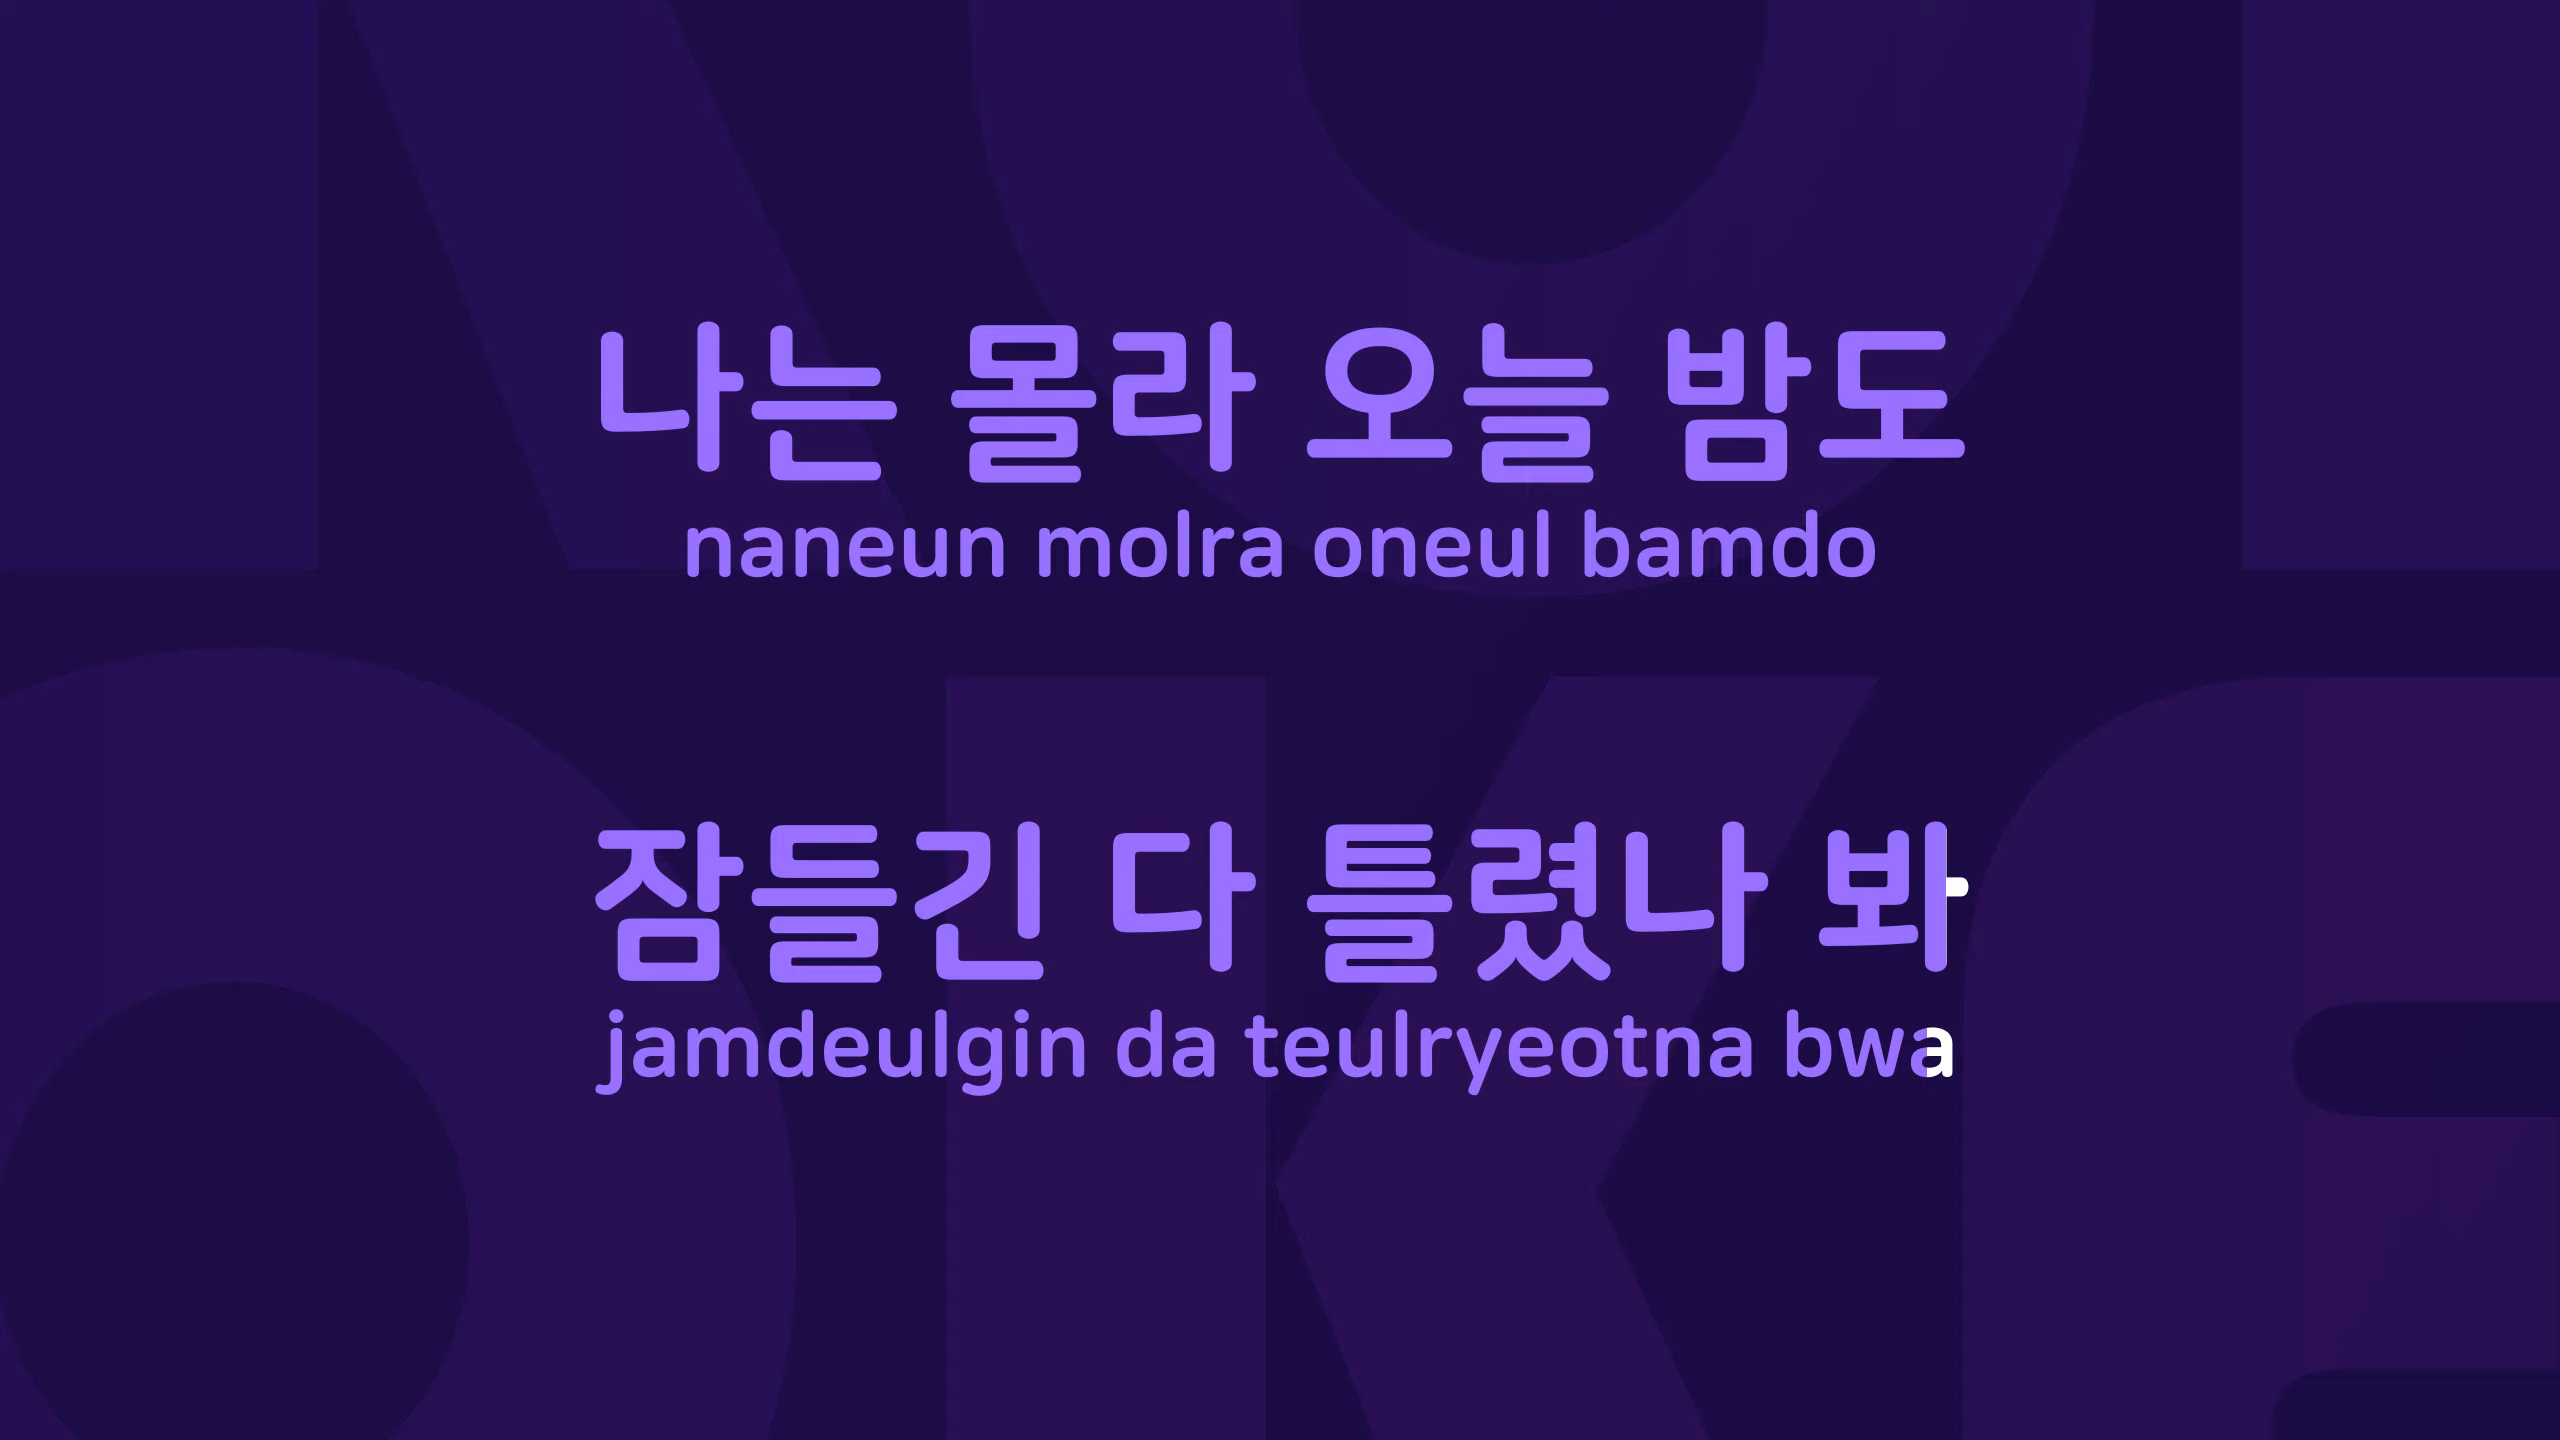 나는 몰라 오늘 밤도
naneun molra oneul bamdo
잠들긴 다 틀렸나 봐
jamdeulgin da teulryeotna bwa